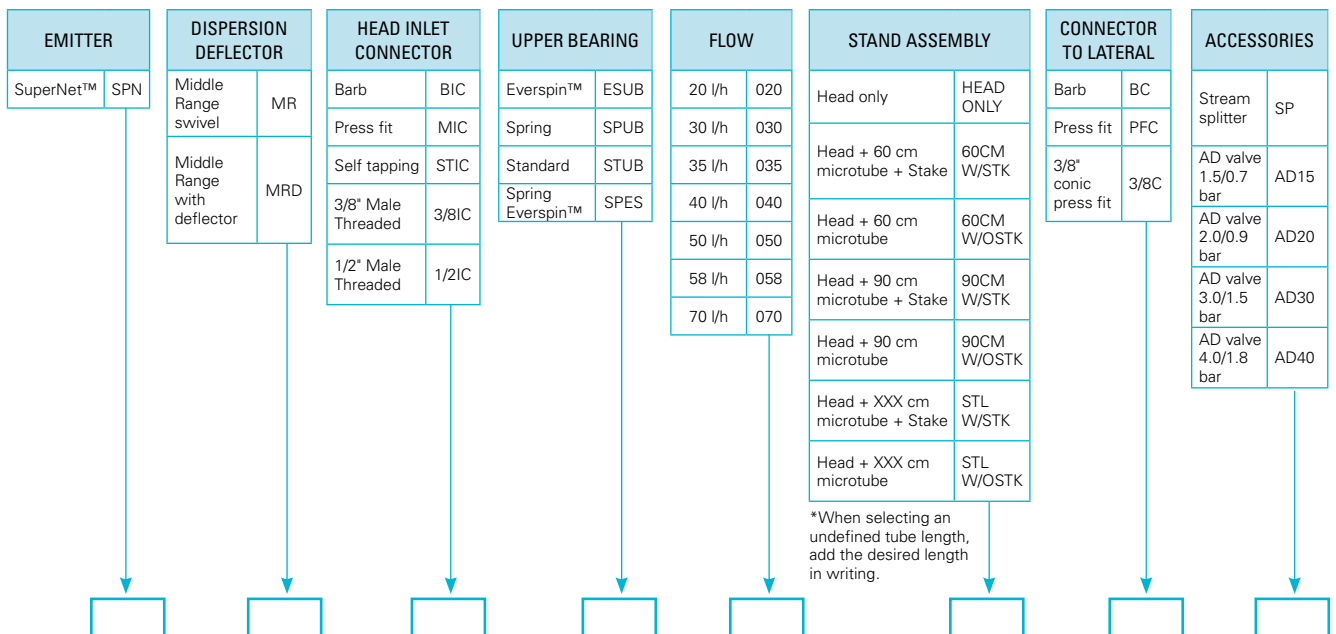 EMITTER
SuperNet™ SPN
DISPERSION
DEFLECTOR
Middle
Range
swivel
MR
Middle
Range
with
deflector
MRD
HEAD INLET
CONNECTOR
Barb BIC
Press fit MIC
Self tapping STIC
3/8" Male
Threaded
3/8IC
1/2" Male
Threaded
1/2IC
UPPER BEARING
Everspin™ ESUB
Spring SPUB
Standard STUB
Spring
Everspin™
SPES
FLOW
20 l/h 020
30 l/h 030
35 l/h 035
40 l/h 040
50 l/h 050
58 l/h 058
70 l/h 070
STAND ASSEMBLY
Head only
HEAD
ONLY
Head + 60 cm
microtube + Stake
60CM
W/STK
Head + 60 cm
microtube
60CM
W/OSTK
Head + 90 cm
microtube + Stake
90CM
W/STK
Head + 90 cm
microtube
90CM
W/OSTK
Head + XXX cm
microtube + Stake
STL
W/STK
Head + XXX cm
microtube
STL
W/OSTK
*When selecting an
undefined tube length,
add the desired length
in writing.
CONNECTOR
TO LATERAL
Barb BC
Press fit PFC
3/8"
conic
press fit
3/8C
ACCESSORIES
Stream
splitter
SP
AD valve
1.5/0.7
bar
AD15
AD valve
2.0/0.9
bar
AD20
AD valve
3.0/1.5
bar
AD30
AD valve
4.0/1.8
bar
AD40